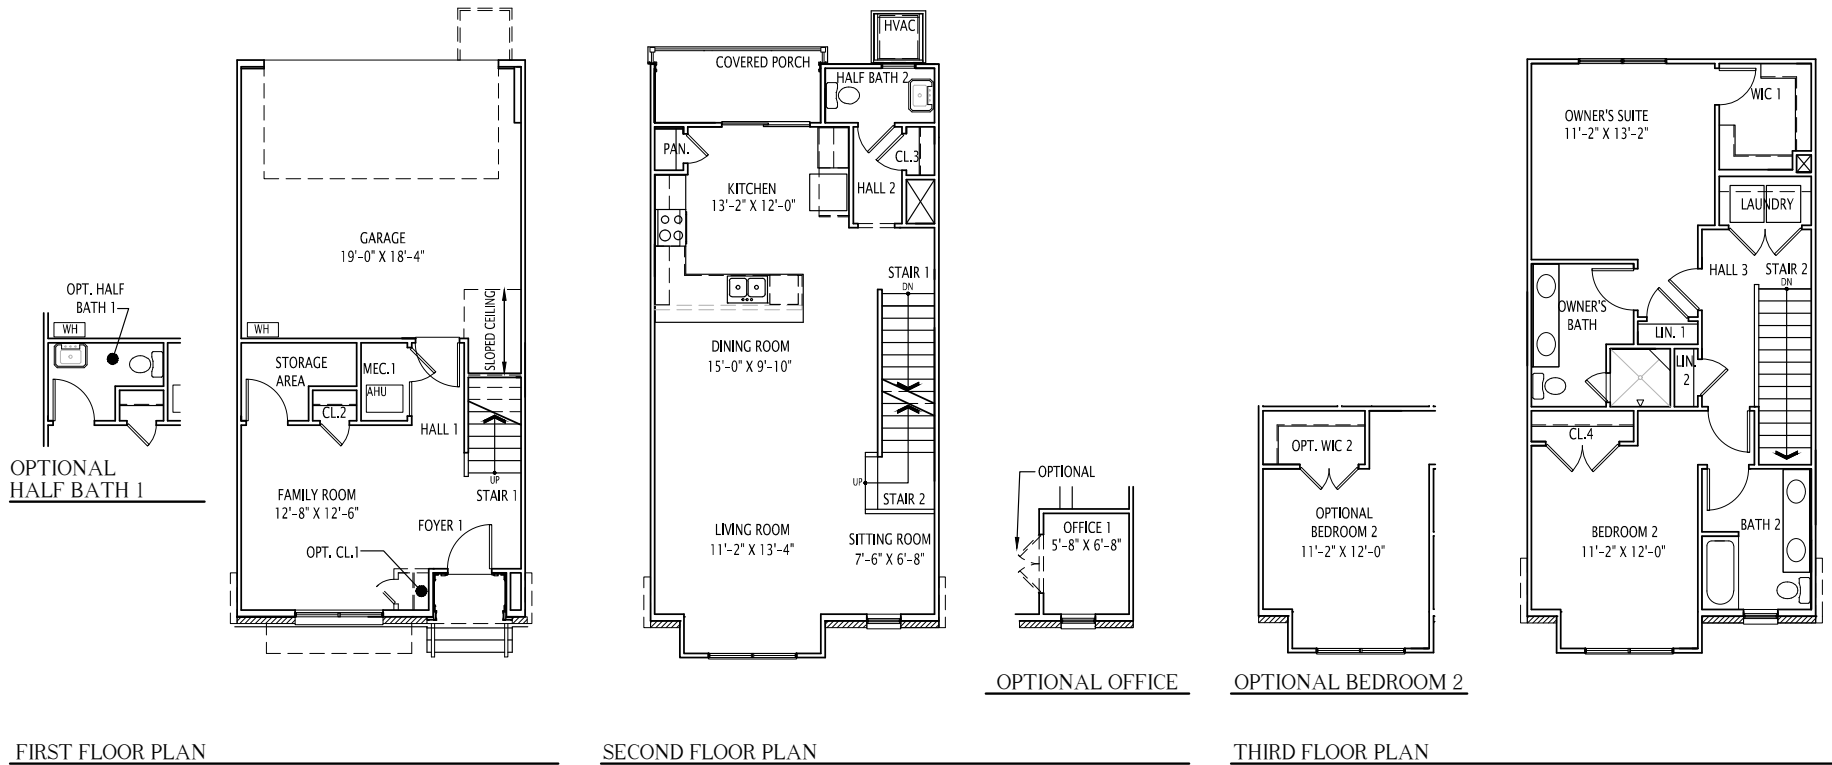 OPT. HALF
BATH 1
WH
OPTIONAL
HALF BATH 1
GARAGE
19'-0" X 18'-4"
SLOPED CEILING
WH
STORAGE
AREA
MEC.1
AHU
CL.2
HALL 1
UP
STAIR 1
FAMILY ROOM
12'-8" X 12'-6"
FOYER 1
OPT. CL.1
FIRST FLOOR PLAN
HVAC
COVERED PORCH
HALF BATH 2
PAN.
CL.3
KITCHEN
13'-2" X 12'-0"
HALL 2
STAIR 1
DN
DINING ROOM
15'-0" X 9'-10"
UP
STAIR 2
LIVING ROOM
11'-2" X 13'-4"
SITTING ROOM
7'-6" X 6'-8"
SECOND FLOOR PLAN
OPTIONAL
OFFICE 1
5'-8" X 6'-8"
OPTIONAL OFFICE
OPT. WIC 2
OPTIONAL
BEDROOM 2
11'-2" X 12'-0"
OPTIONAL BEDROOM 2
OWNER'S SUITE
11'-2" X 13'-2"
WIC 1
LAUNDRY
HALL 3
STAIR 2
DN
OWNER'S
BATH
LIN. 1
LIN.
2
CL.4
BEDROOM 2
11'-2" X 12'-0"
BATH 2
THIRD FLOOR PLAN